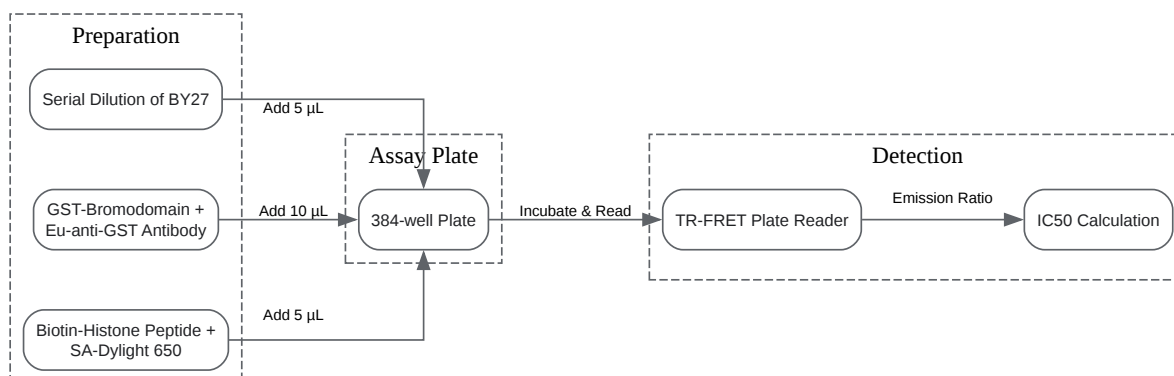 Preparation
Serial Dilution of BY27
Add 5 µL
Assay Plate
Detection
GST-Bromodomain +
Eu-anti-GST Antibody
Add 10 µL
384-well Plate
Incubate & Read
TR-FRET Plate Reader
Emission Ratio
IC50 Calculation
Biotin-Histone Peptide +
SA-Dylight 650
Add 5 µL